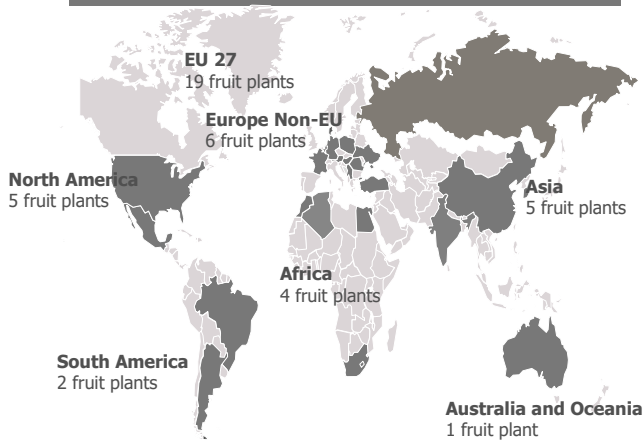 EU 27
19 fruit plants
Europe Non-EU
6 fruit plants
North America
5 fruit plants
Asia
5 fruit plants
Africa
4 fruit plants
South America
2 fruit plants
Australia and Oceania
1 fruit plant